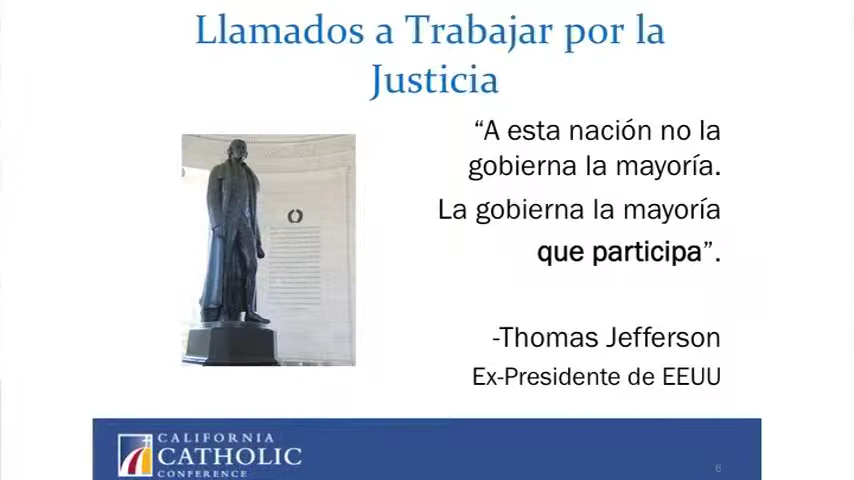 Llamados a Trabajar por la
Justicia
“A esta nación no la
gobierna la mayoría.
La gobierna la mayoría
que participa”.
-Thomas Jefferson
Ex-Presidente de EEUU
CALIFORNIA
CATHOLIC
CONFERENCE
6